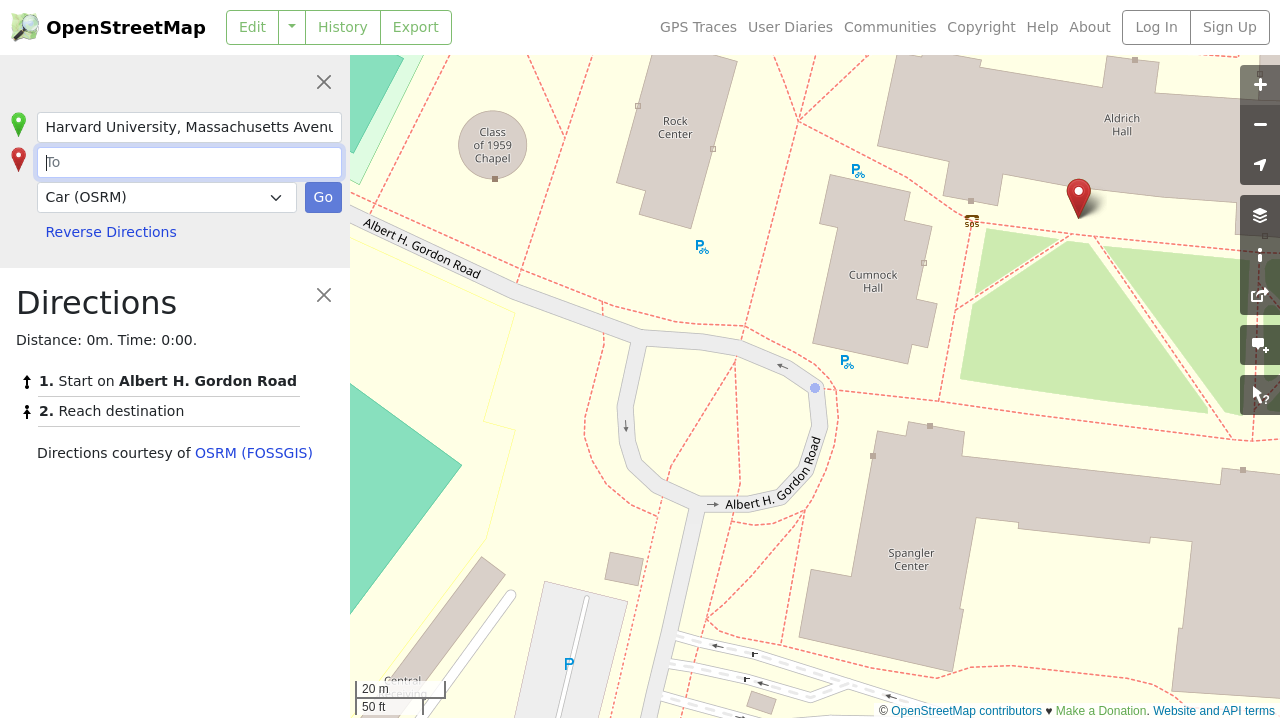 OpenStreetMap
Edit
History
Export
GPS Traces
User Diaries
Communities
Copyright
Help
About
Log In
Sign Up
Harvard University, Massachusetts Avenu
To
Car (OSRM)
Go
Reverse Directions
Directions
Distance: 0m. Time: 0:00.
1. Start on Albert H. Gordon Road
2. Reach destination
Directions courtesy of OSRM (FOSSGIS)
Class
of 1959
Chapel
Rock
Center
Aldrich
Hall
SOS
Albert H. Gordon Road
Cumnock
Hall
Albert H. Gordon Road
Spangler
Center
P
Central
Receiving
20 m
50 ft
© OpenStreetMap contributors ♥ Make a Donation. Website and API terms